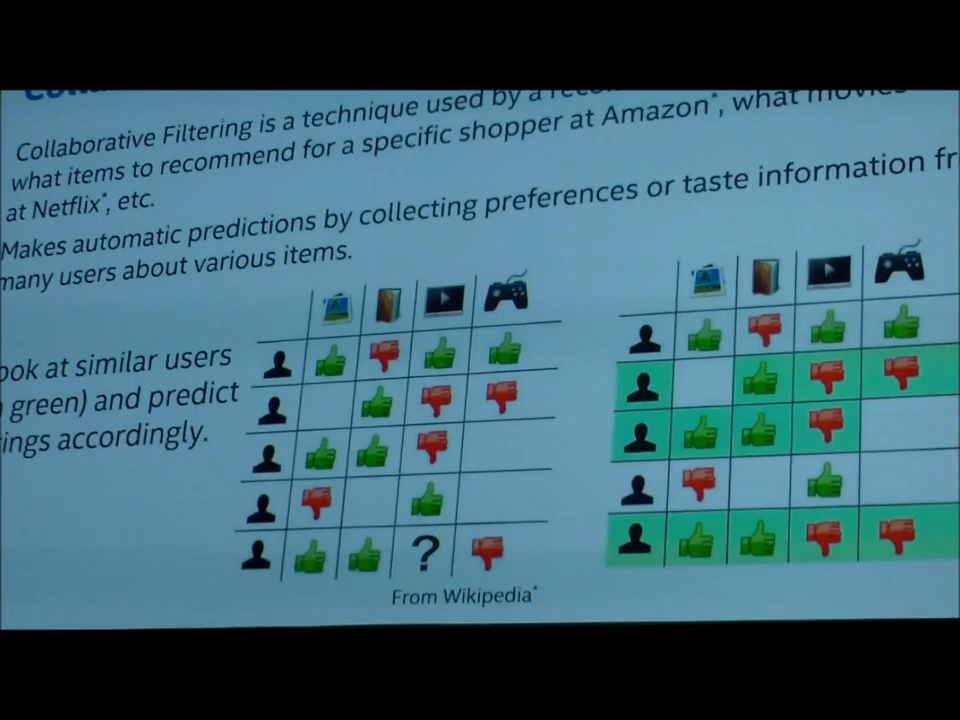 Collaborative Filtering is a technique used by a
what items to recommend for a specific shopper at Amazon*, what movies
at Netflix*, etc.
Makes automatic predictions by collecting preferences or taste information fr
many users about various items.
ook at similar users
green) and predict
ings accordingly.
?
From Wikipedia*